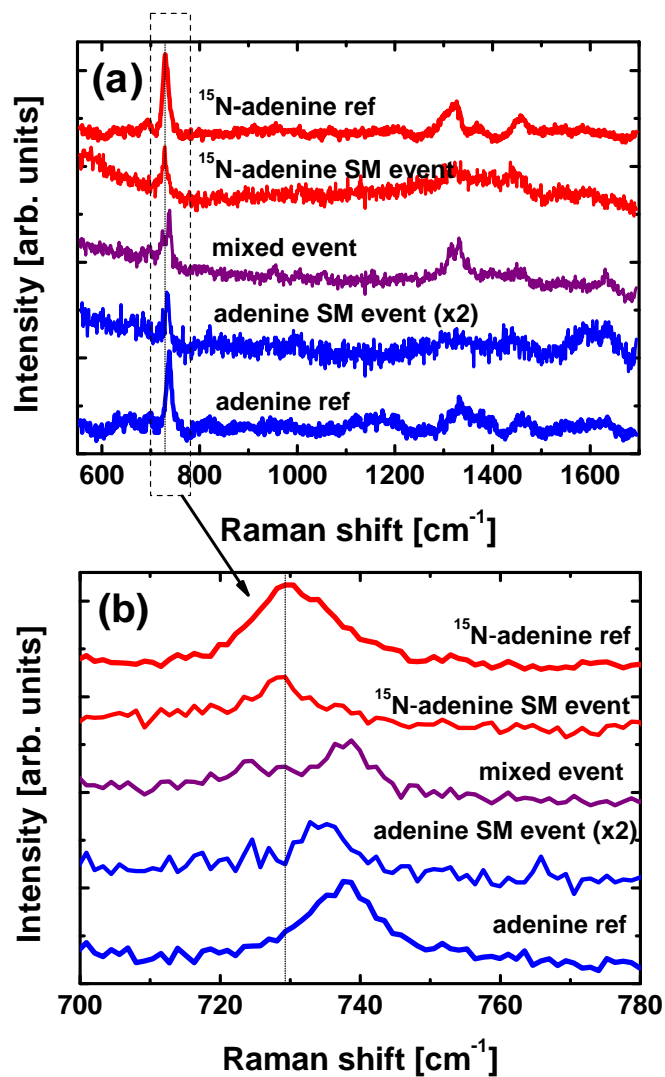 (a)
¹⁵N-adenine ref
¹⁵N-adenine SM event
mixed event
adenine SM event (x2)
adenine ref
Intensity [arb. units]
600 800 1000 1200 1400 1600
Raman shift [cm⁻¹]
(b)
¹⁵N-adenine ref
¹⁵N-adenine SM event
mixed event
adenine SM event (x2)
adenine ref
Intensity [arb. units]
700 720 740 760 780
Raman shift [cm⁻¹]